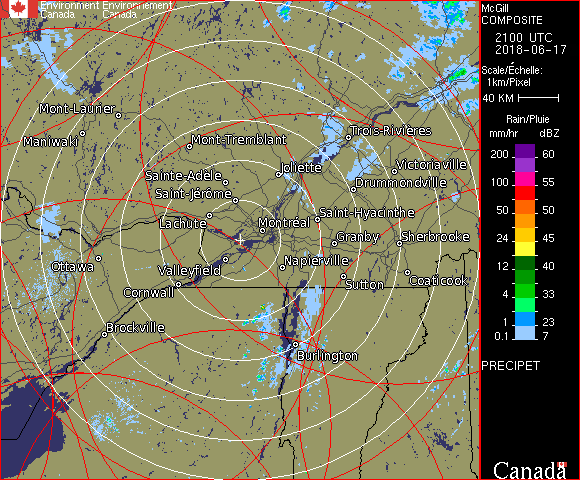 Environment Environnement
Canada Canada
McGill
COMPOSITE
2100 UTC
2018-06-17
Scale/Échelle:
1km/Pixel
40 KM
Rain/Pluie
mm/hr dBZ
200 60
150 57
100 55
50 50
24 45
12 40
4 33
1 23
0.1 7
PRECIPET
Canada
Mont-Laurier
Maniwaki
Mont-Tremblant
Trois-Rivières
Joliette
Victoriaville
Sainte-Adèle
Drummondville
Saint-Jérôme
Saint-Hyacinthe
Lachute
Montréal
Granby
Sherbrooke
Ottawa
Valleyfield
Napierville
Cornwall
Sutton
Coaticook
Brockville
Burlington